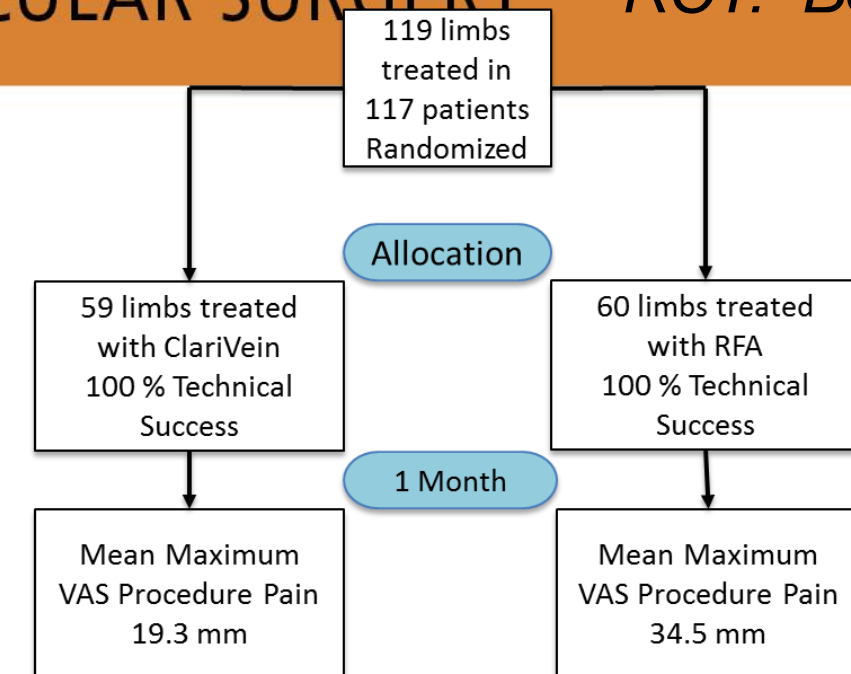 SURGERY
RCT:
119 limbs
treated in
117 patients
Randomized
Allocation
59 limbs treated
with ClariVein
100 % Technical
Success
60 limbs treated
with RFA
100 % Technical
Success
1 Month
Mean Maximum
VAS Procedure Pain
19.3 mm
Mean Maximum
VAS Procedure Pain
34.5 mm